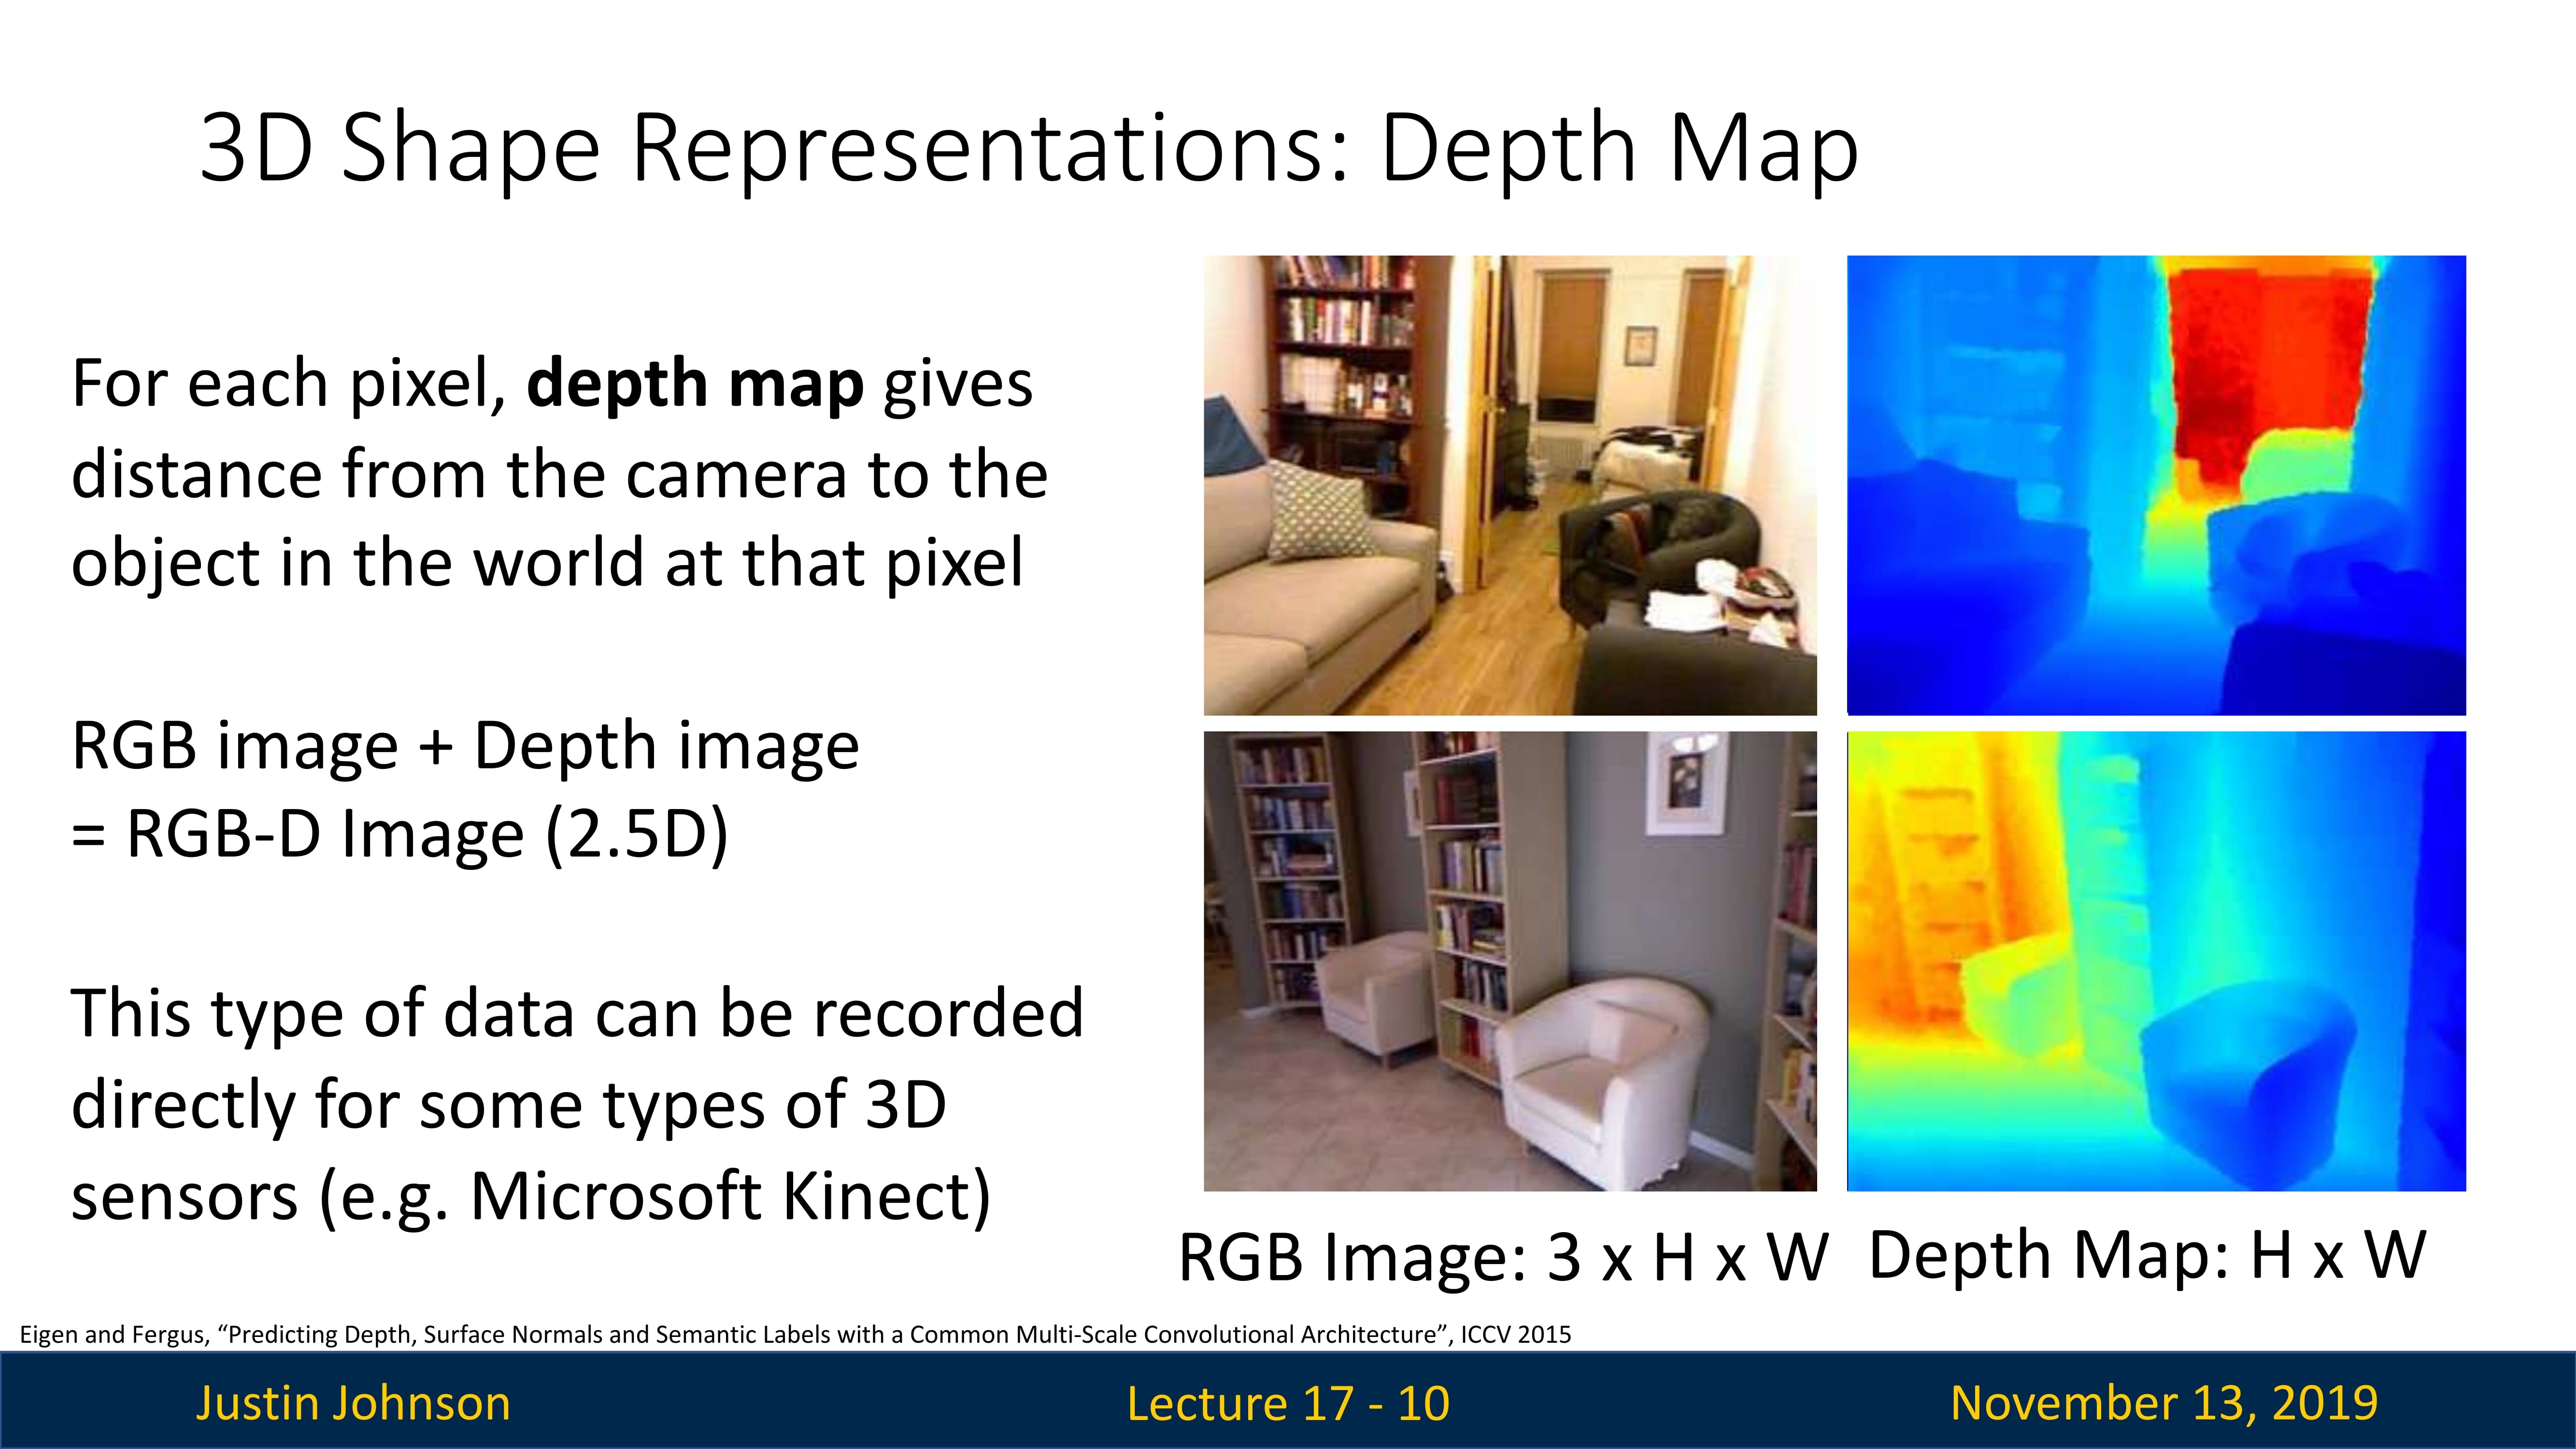 3D Shape Representations: Depth Map
For each pixel, depth map gives
distance from the camera to the
object in the world at that pixel
RGB image + Depth image
= RGB-D Image (2.5D)
This type of data can be recorded
directly for some types of 3D
sensors (e.g. Microsoft Kinect)
RGB Image: 3 x H x W
Depth Map: H x W
Eigen and Fergus, “Predicting Depth, Surface Normals and Semantic Labels with a Common Multi-Scale Convolutional Architecture”, ICCV 2015
Justin Johnson
Lecture 17 - 10
November 13, 2019